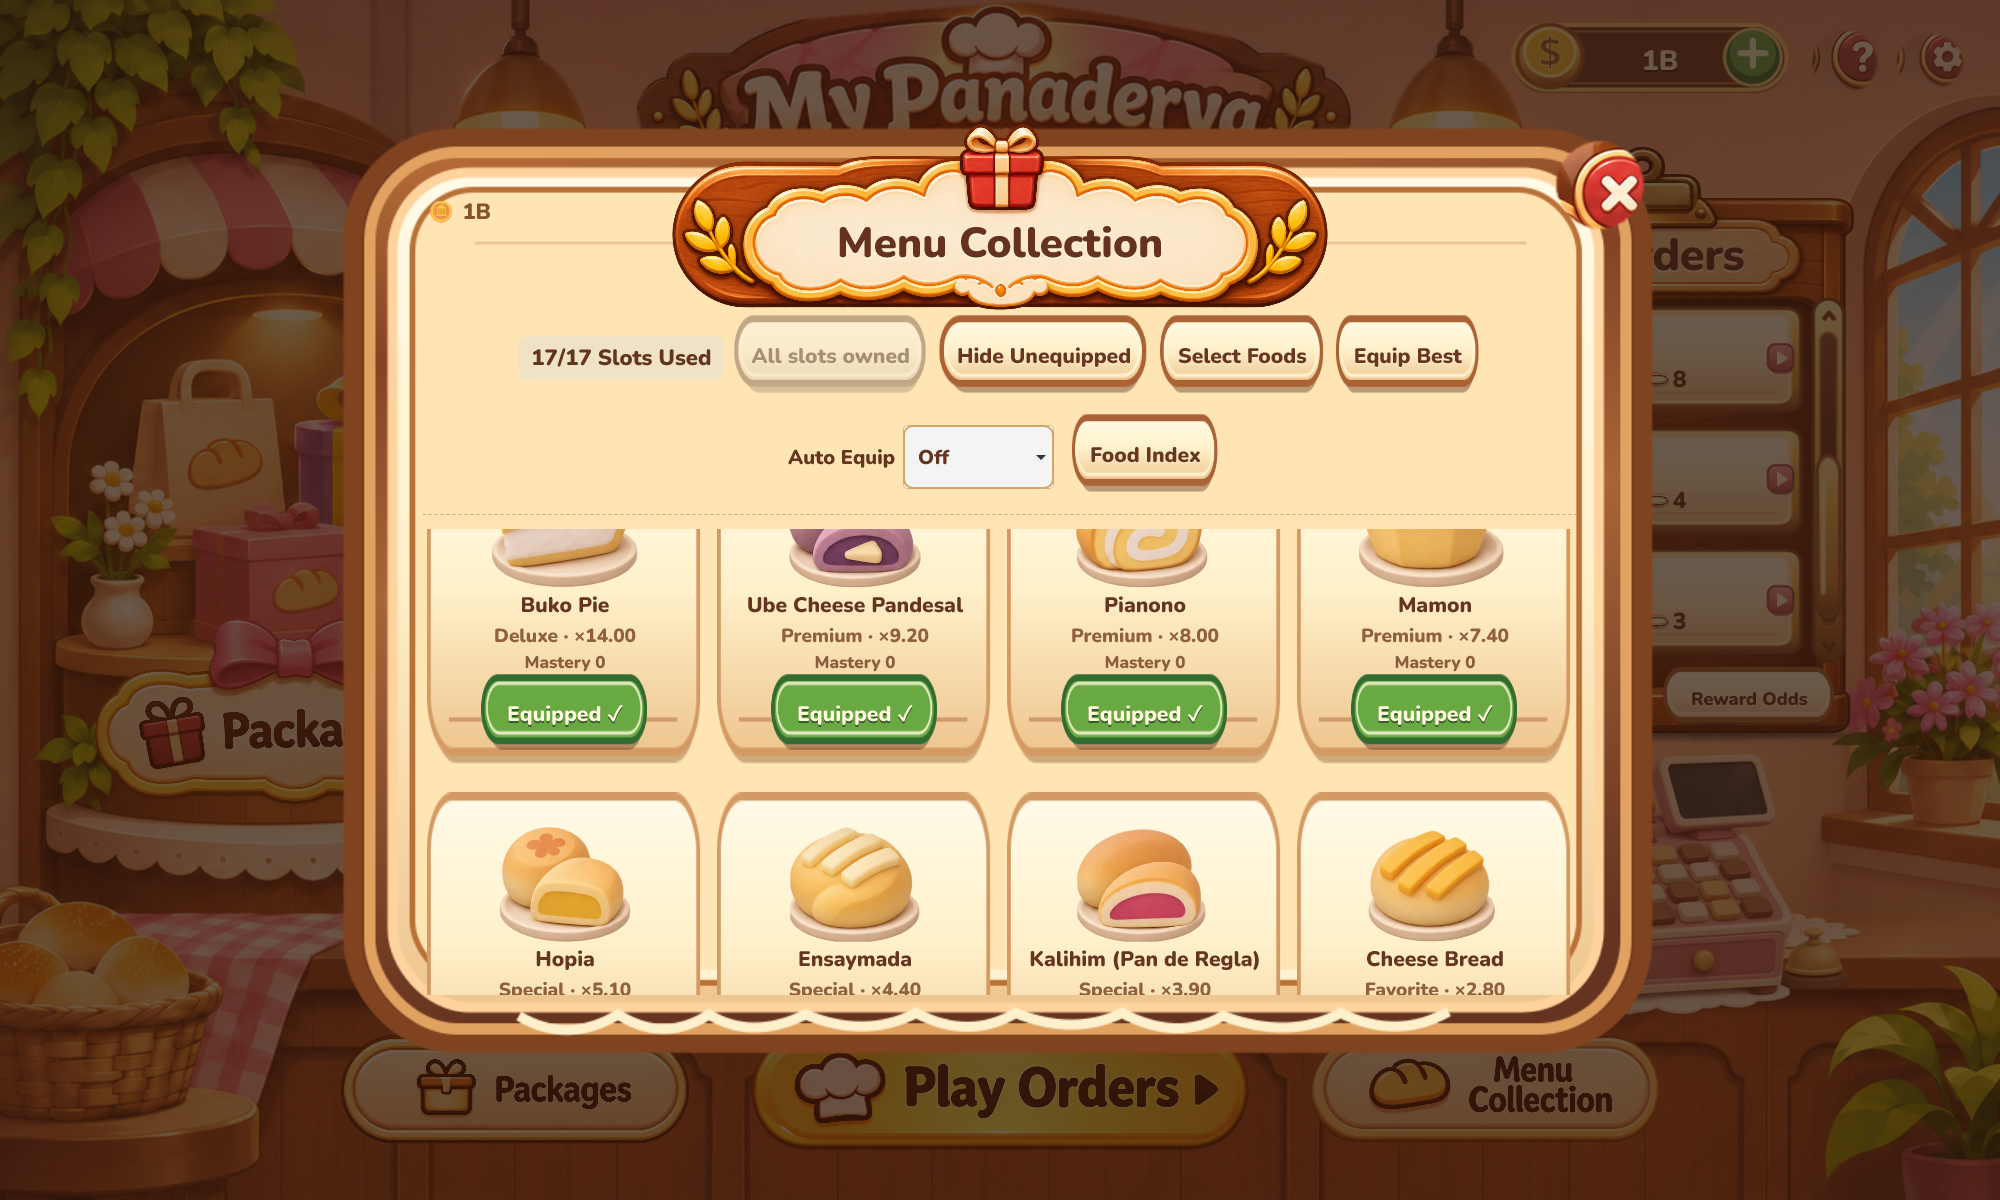 My Panaderya
$ 1B + ?
1B
Menu Collection
17/17 Slots Used
All slots owned
Hide Unequipped
Select Foods
Equip Best
Auto Equip
Off
Food Index
Buko Pie
Deluxe · ×14.00
Mastery 0
Equipped ✓
Ube Cheese Pandesal
Premium · ×9.20
Mastery 0
Equipped ✓
Pianono
Premium · ×8.00
Mastery 0
Equipped ✓
Mamon
Premium · ×7.40
Mastery 0
Equipped ✓
Hopia
Special · ×5.10
Ensaymada
Special · ×4.40
Kalihim (Pan de Regla)
Special · ×3.90
Cheese Bread
Favorite · ×2.80
Packa
ders
8
4
3
Reward Odds
Packages
Play Orders
Menu
Collection